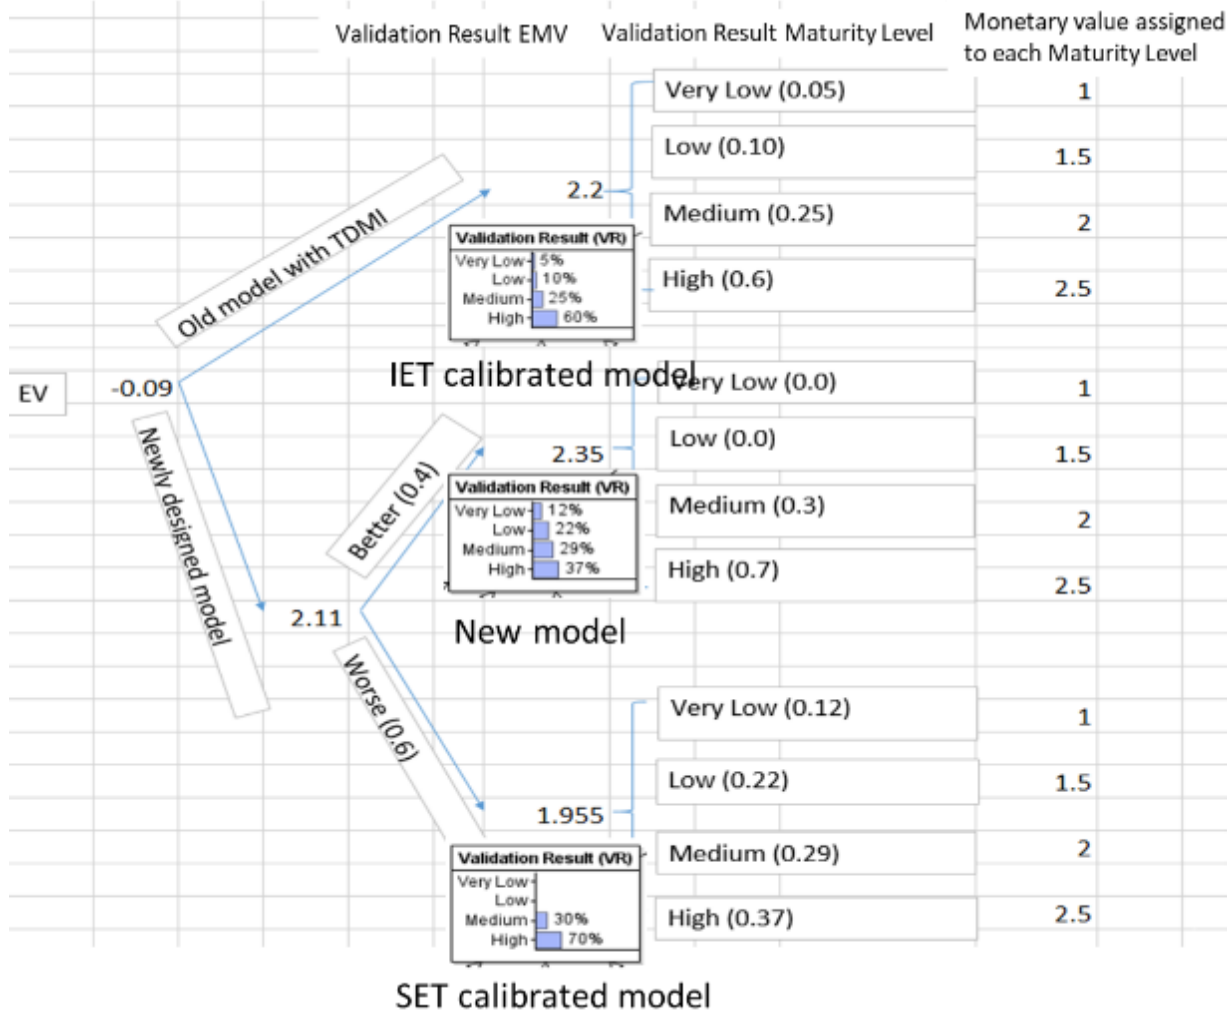 Validation Result EMV
Validation Result Maturity Level
Monetary value assigned
to each Maturity Level
Very Low (0.05)
1
Low (0.10)
1.5
Old model with TDMI
2.2
Medium (0.25)
2
Validation Result (VR)
Very Low 5%
Low 10%
Medium 25%
High 60%
High (0.6)
2.5
IET calibrated model
EV
-0.09
Very Low (0.0)
1
Newly designed model
Better (0.4)
2.35
Low (0.0)
1.5
Validation Result (VR)
Very Low 12%
Low 22%
Medium 29%
High 37%
Medium (0.3)
2
High (0.7)
2.5
2.11
New model
Worse (0.6)
Very Low (0.12)
1
Low (0.22)
1.5
1.955
Validation Result (VR)
Very Low
Low
Medium 30%
High 70%
Medium (0.29)
2
High (0.37)
2.5
SET calibrated model